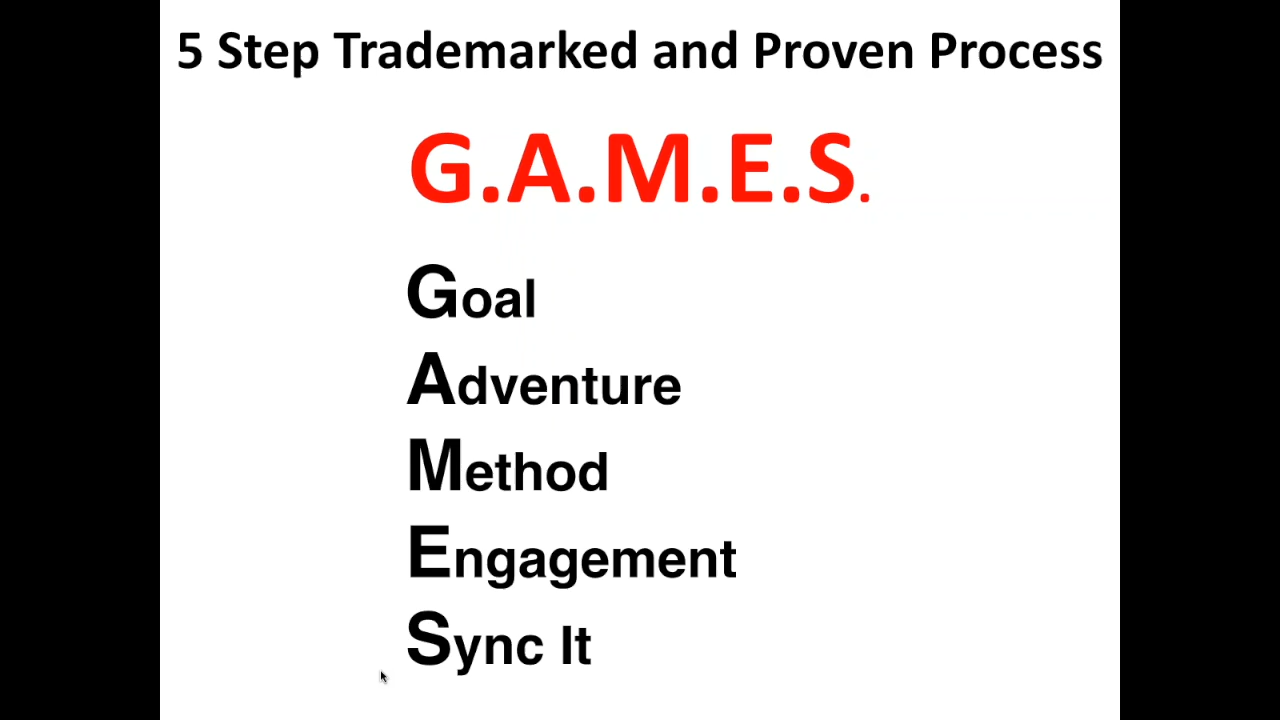 5 Step Trademarked and Proven Process
G.A.M.E.S.
Goal
Adventure
Method
Engagement
Sync It